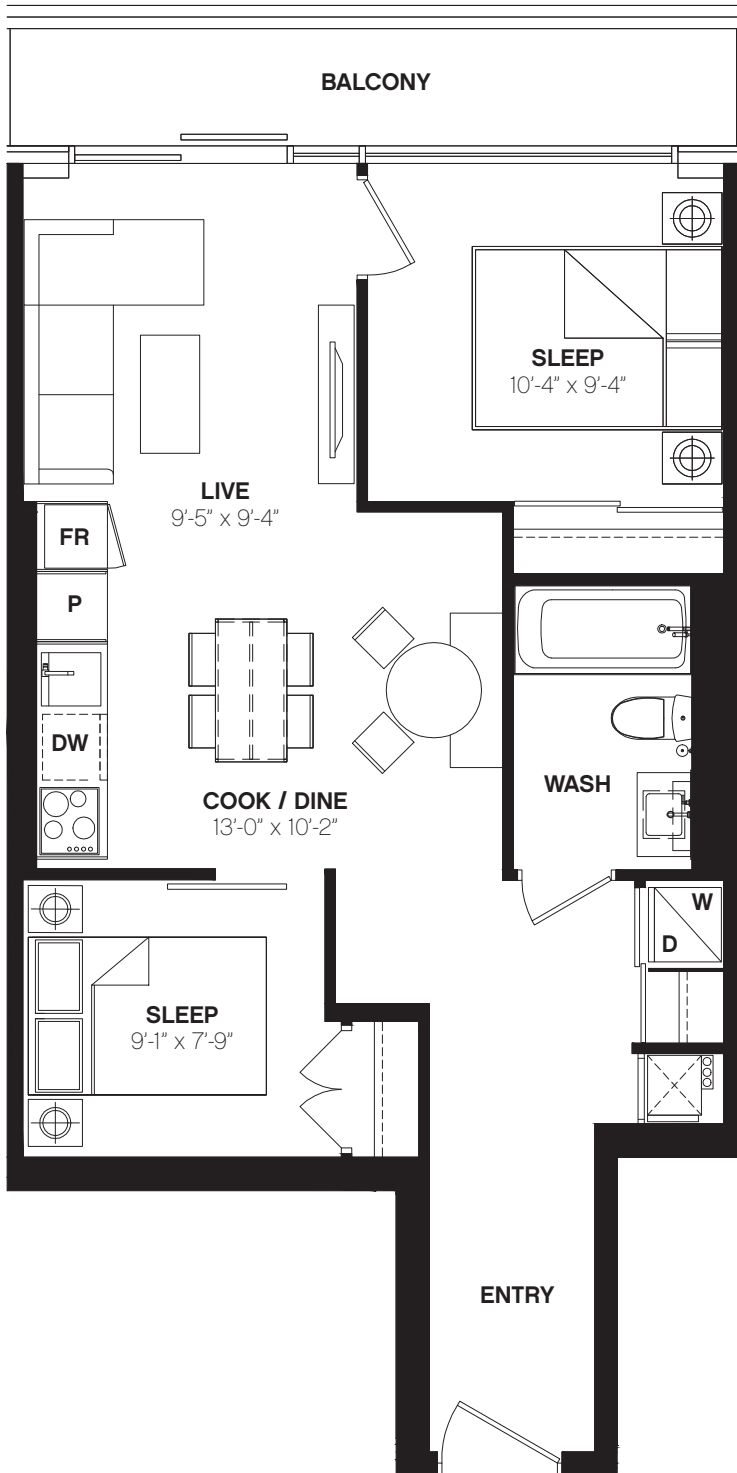 BALCONY
SLEEP
10'-4" x 9'-4"
LIVE
9'-5" x 9'-4"
FR
P
DW
COOK / DINE
13'-0" x 10'-2"
WASH
W
D
SLEEP
9'-1" x 7'-9"
ENTRY